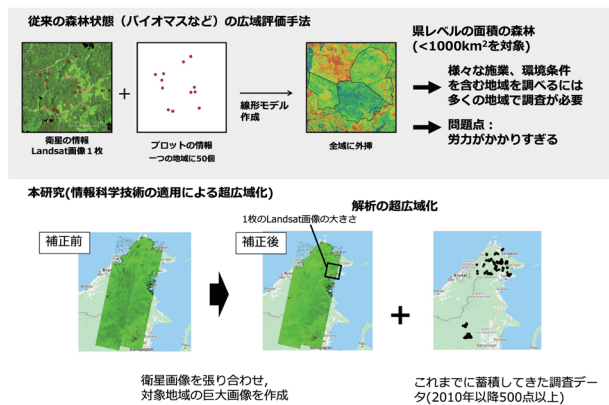 従来の森林状態(バイオマスなど)の広域評価手法
県レベルの面積の森林
(<1000km²を対象)
様々な施業、環境条件
を含む地域を調べるには
多くの地域で調査が必要
問題点:
労力がかかりすぎる
+
線形モデル
作成
衛星の情報
Landsat画像1枚
プロットの情報
一つの地域に50個
全域に外挿
本研究(情報科学技術の適用による超広域化)
解析の超広域化
1枚のLandsat画像の大きさ
補正前
補正後
+
衛星画像を張り合わせ,
対象地域の巨大画像を作成
これまでに蓄積してきた調査デー
タ(2010年以降500点以上)